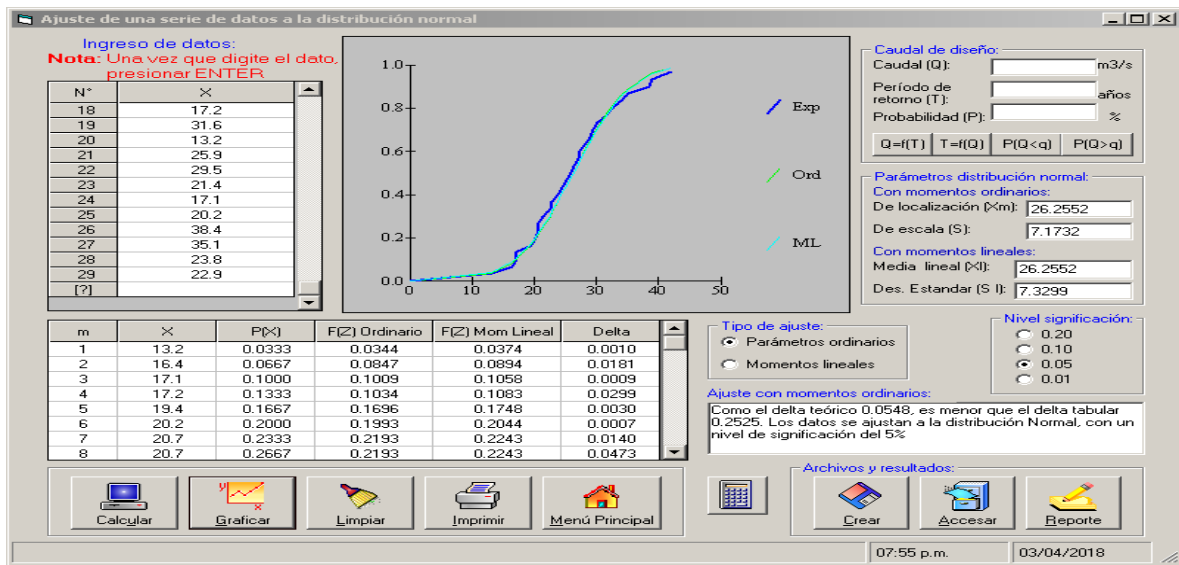 Ajuste de una serie de datos a la distribución normal
Ingreso de datos:
Nota: Una vez que digite el dato,
presionar ENTER
N° X
18 17.2
19 31.6
20 13.2
21 25.9
22 29.5
23 21.4
24 17.1
25 20.2
26 38.4
27 35.1
28 23.8
29 22.9
[?]
1.0
0.8
0.6
0.4
0.2
0.0
0 10 20 30 40 50
Exp
Ord
ML
Caudal de diseño:
Caudal (Q): m3/s
Período de
retorno (T): años
Probabilidad (P): %
Q=f(T) T=f(Q) P(Q<q) P(Q>q)
Parámetros distribución normal:
Con momentos ordinarios:
De localización (Xm): 26.2552
De escala (S): 7.1732
Con momentos lineales:
Media lineal (Xl): 26.2552
Des. Estandar (S l): 7.3299
m X P(X) F(Z) Ordinario F(Z) Mom Lineal Delta
1 13.2 0.0333 0.0344 0.0374 0.0010
2 16.4 0.0667 0.0847 0.0894 0.0181
3 17.1 0.1000 0.1009 0.1058 0.0009
4 17.2 0.1333 0.1034 0.1083 0.0299
5 19.4 0.1667 0.1696 0.1748 0.0030
6 20.2 0.2000 0.1993 0.2044 0.0007
7 20.7 0.2333 0.2193 0.2243 0.0140
8 20.7 0.2667 0.2193 0.2243 0.0473
Tipo de ajuste:
Parámetros ordinarios
Momentos lineales
Nivel significación:
0.20
0.10
0.05
0.01
Ajuste con momentos ordinarios:
Como el delta teórico 0.0548, es menor que el delta tabular
0.2525. Los datos se ajustan a la distribución Normal, con un
nivel de significación del 5%
Calcular
Graficar
Limpiar
Imprimir
Menú Principal
Archivos y resultados:
Crear
Accesar
Reporte
07:55 p.m. 03/04/2018